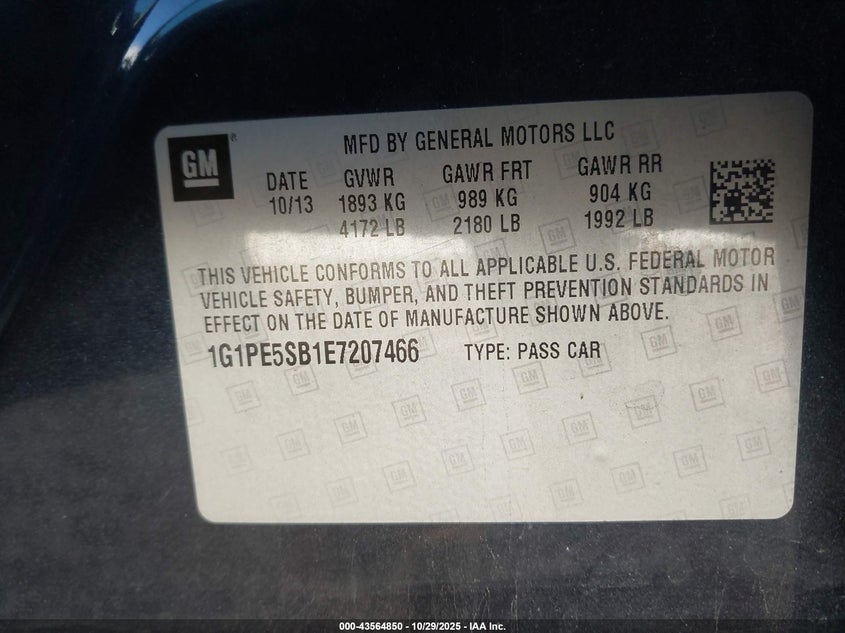 GM
MFD BY GENERAL MOTORS LLC
DATE GVWR GAWR FRT GAWR RR
10/13 1893 KG 989 KG 904 KG
4172 LB 2180 LB 1992 LB
THIS VEHICLE CONFORMS TO ALL APPLICABLE U.S. FEDERAL MOTOR
VEHICLE SAFETY, BUMPER, AND THEFT PREVENTION STANDARDS IN
EFFECT ON THE DATE OF MANUFACTURE SHOWN ABOVE.
1G1PE5SB1E7207466 TYPE: PASS CAR
000-43564850 - 10/29/2025 - IAA Inc.